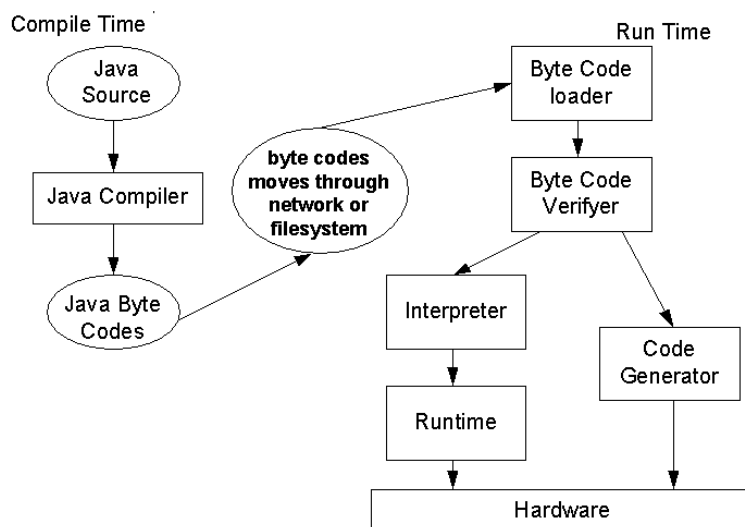 Compile Time
Java
Source
Java Compiler
Java Byte
Codes
byte codes
moves through
network or
filesystem
Run Time
Byte Code
loader
Byte Code
Verifyer
Interpreter
Runtime
Code
Generator
Hardware